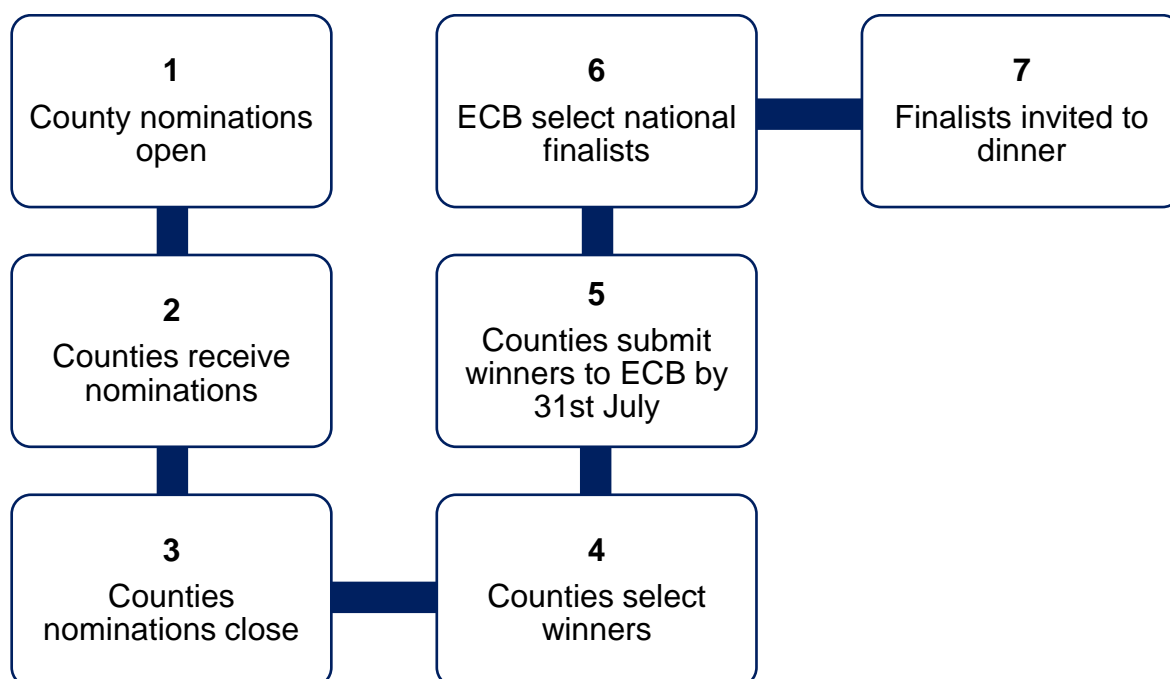 1
County nominations
open
2
Counties receive
nominations
3
Counties
nominations close
4
Counties select
winners
5
Counties submit
winners to ECB by
31st July
6
ECB select national
finalists
7
Finalists invited to
dinner